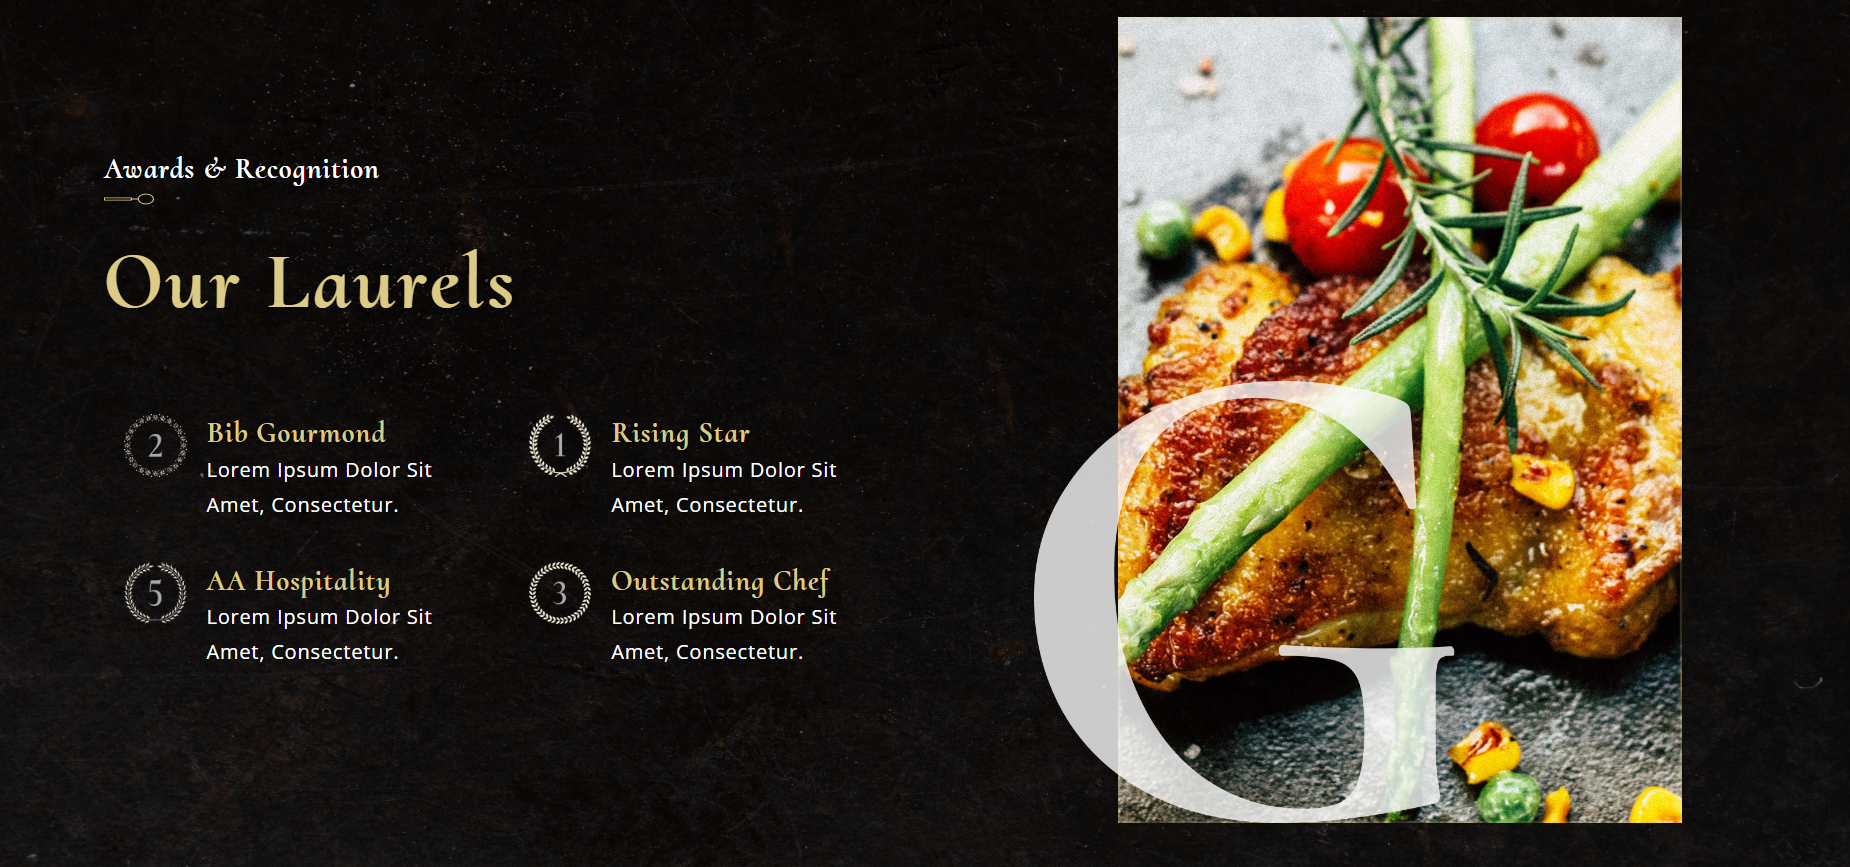 Awards & Recognition
Our Laurels
2
Bib Gourmond
Lorem Ipsum Dolor Sit
Amet, Consectetur.
1
Rising Star
Lorem Ipsum Dolor Sit
Amet, Consectetur.
5
AA Hospitality
Lorem Ipsum Dolor Sit
Amet, Consectetur.
3
Outstanding Chef
Lorem Ipsum Dolor Sit
Amet, Consectetur.
G